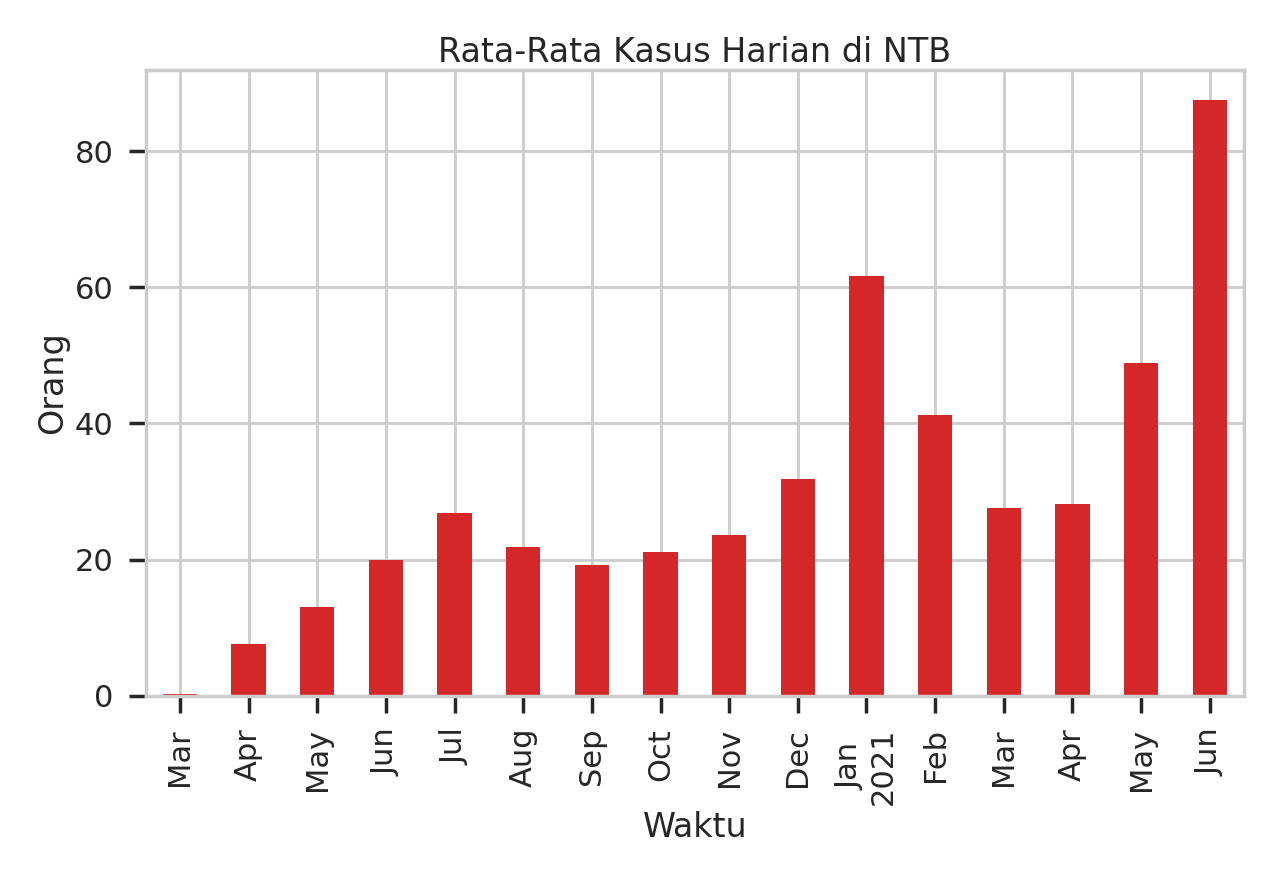 Rata-Rata Kasus Harian di NTB
80
60
40
20
0
Orang
Mar
Apr
May
Jun
Jul
Aug
Sep
Oct
Nov
Dec
Jan
2021
Feb
Mar
Apr
May
Jun
Waktu